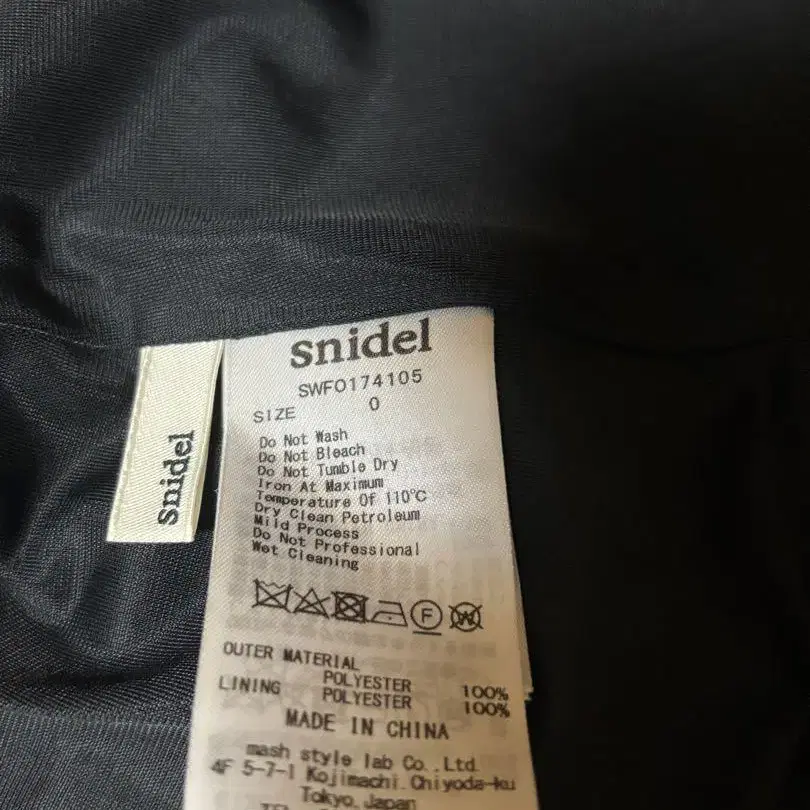 snidel
snidel
SWFO174105
SIZE 0
Do Not Wash
Do Not Bleach
Do Not Tumble Dry
Iron At Maximum
Temperature Of 110℃
Dry Clean Petroleum
Mild Process
Do Not Professional
Wet Cleaning
F W
OUTER MATERIAL
POLYESTER 100%
LINING POLYESTER 100%
MADE IN CHINA
mash style lab Co.,Ltd.
4F 5-7-1 Kojimachi.Chiyoda-ku
Tokyo.Japan
TEL